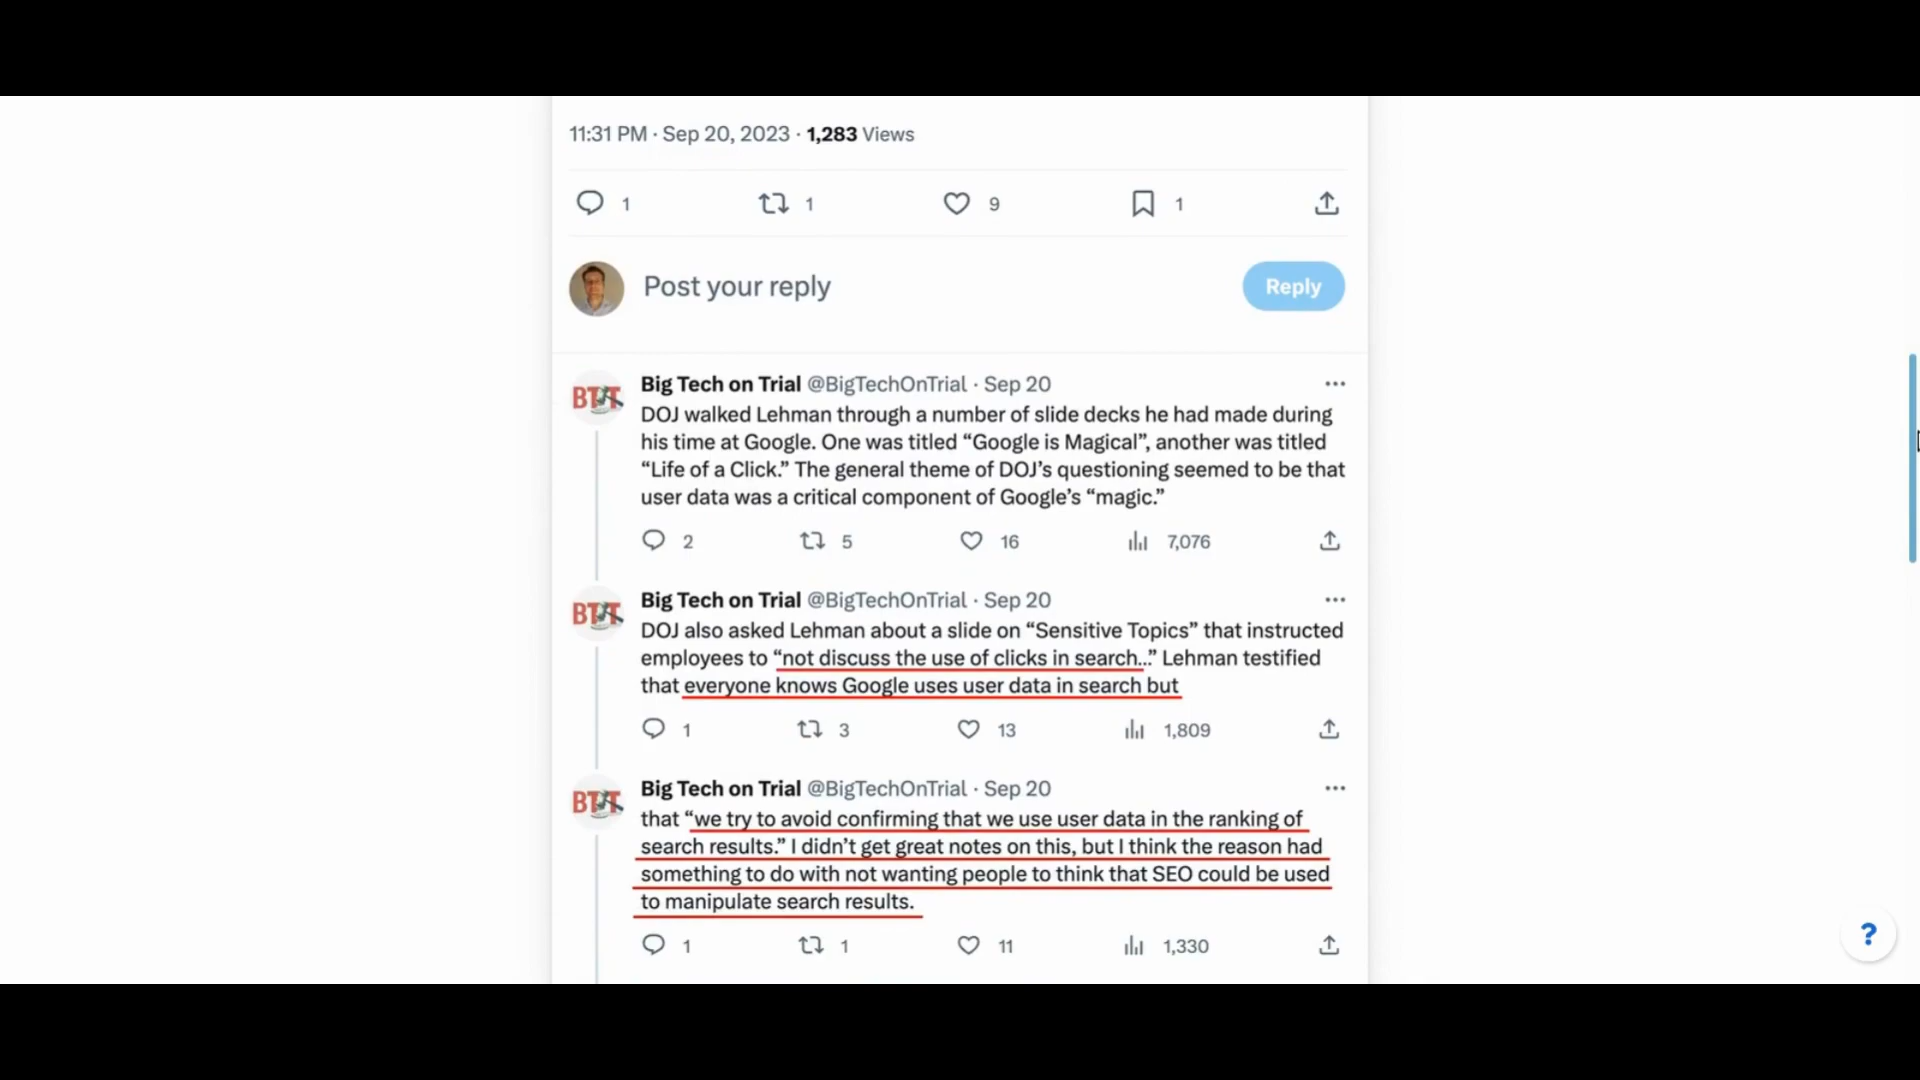 11:31 PM · Sep 20, 2023 · 1,283 Views
1 1 9 1
Post your reply
Reply
BTT
Big Tech on Trial @BigTechOnTrial · Sep 20
DOJ walked Lehman through a number of slide decks he had made during
his time at Google. One was titled “Google is Magical”, another was titled
“Life of a Click.” The general theme of DOJ’s questioning seemed to be that
user data was a critical component of Google’s “magic.”
2 5 16 7,076
BTT
Big Tech on Trial @BigTechOnTrial · Sep 20
DOJ also asked Lehman about a slide on “Sensitive Topics” that instructed
employees to “not discuss the use of clicks in search...” Lehman testified
that everyone knows Google uses user data in search but
1 3 13 1,809
BTT
Big Tech on Trial @BigTechOnTrial · Sep 20
that “we try to avoid confirming that we use user data in the ranking of
search results.” I didn’t get great notes on this, but I think the reason had
something to do with not wanting people to think that SEO could be used
to manipulate search results.
1 1 11 1,330
?